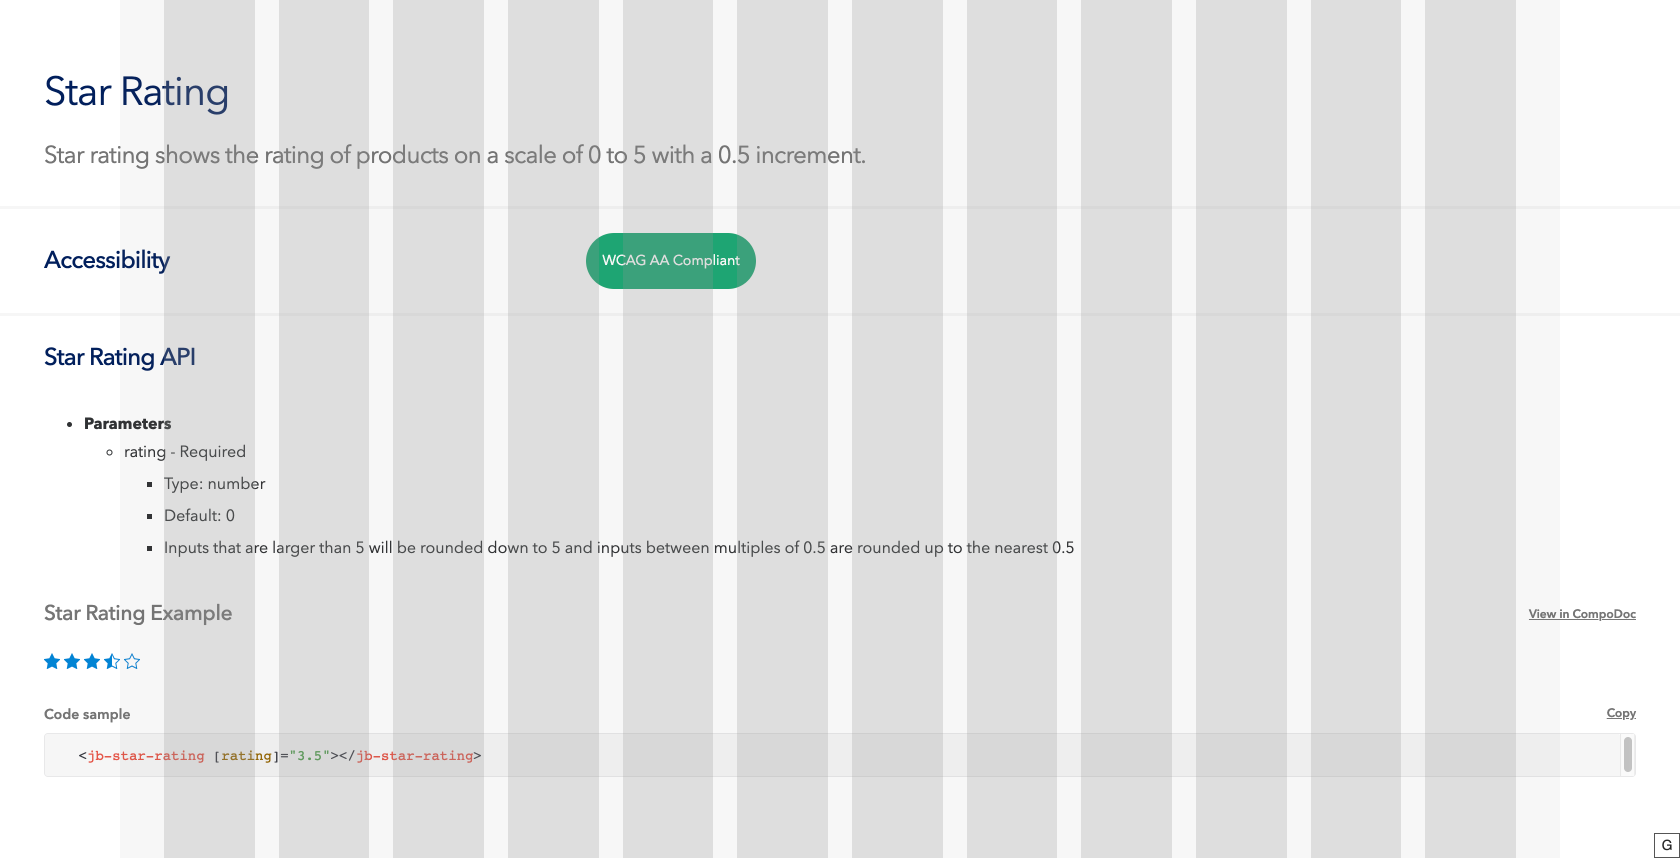 Star Rating
Star rating shows the rating of products on a scale of 0 to 5 with a 0.5 increment.
Accessibility
WCAG AA Compliant
Star Rating API
Parameters
rating - Required
Type: number
Default: 0
Inputs that are larger than 5 will be rounded down to 5 and inputs between multiples of 0.5 are rounded up to the nearest 0.5
Star Rating Example
View in CompoDoc
Code sample
Copy
<jb-star-rating [rating]="3.5"></jb-star-rating>
G